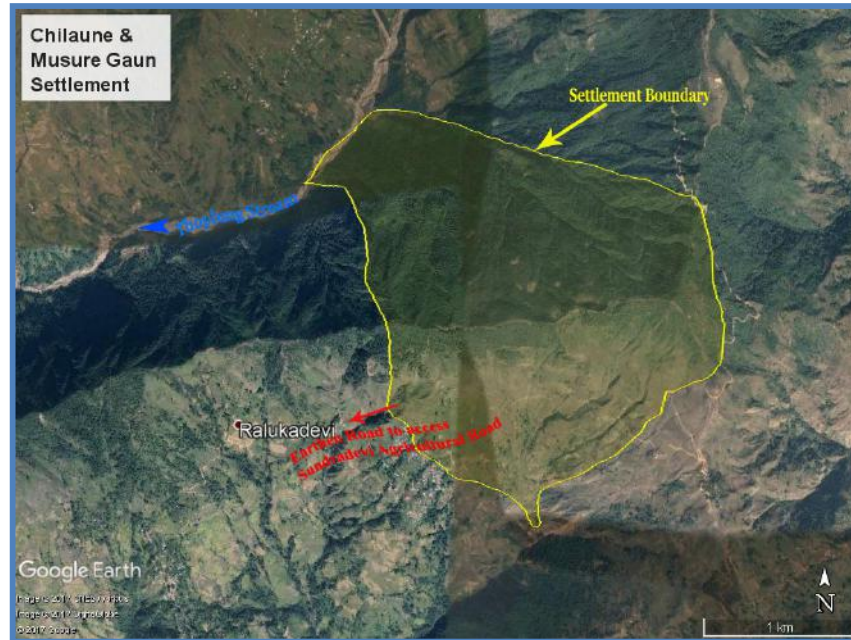 Chilaune &
Musure Gaun
Settlement
Settlement Boundary
Stream
Ralukadevi
Earthen Road to access
Sundradevi Agricultural Road
Google Earth
© 2017 Google
N
1 km